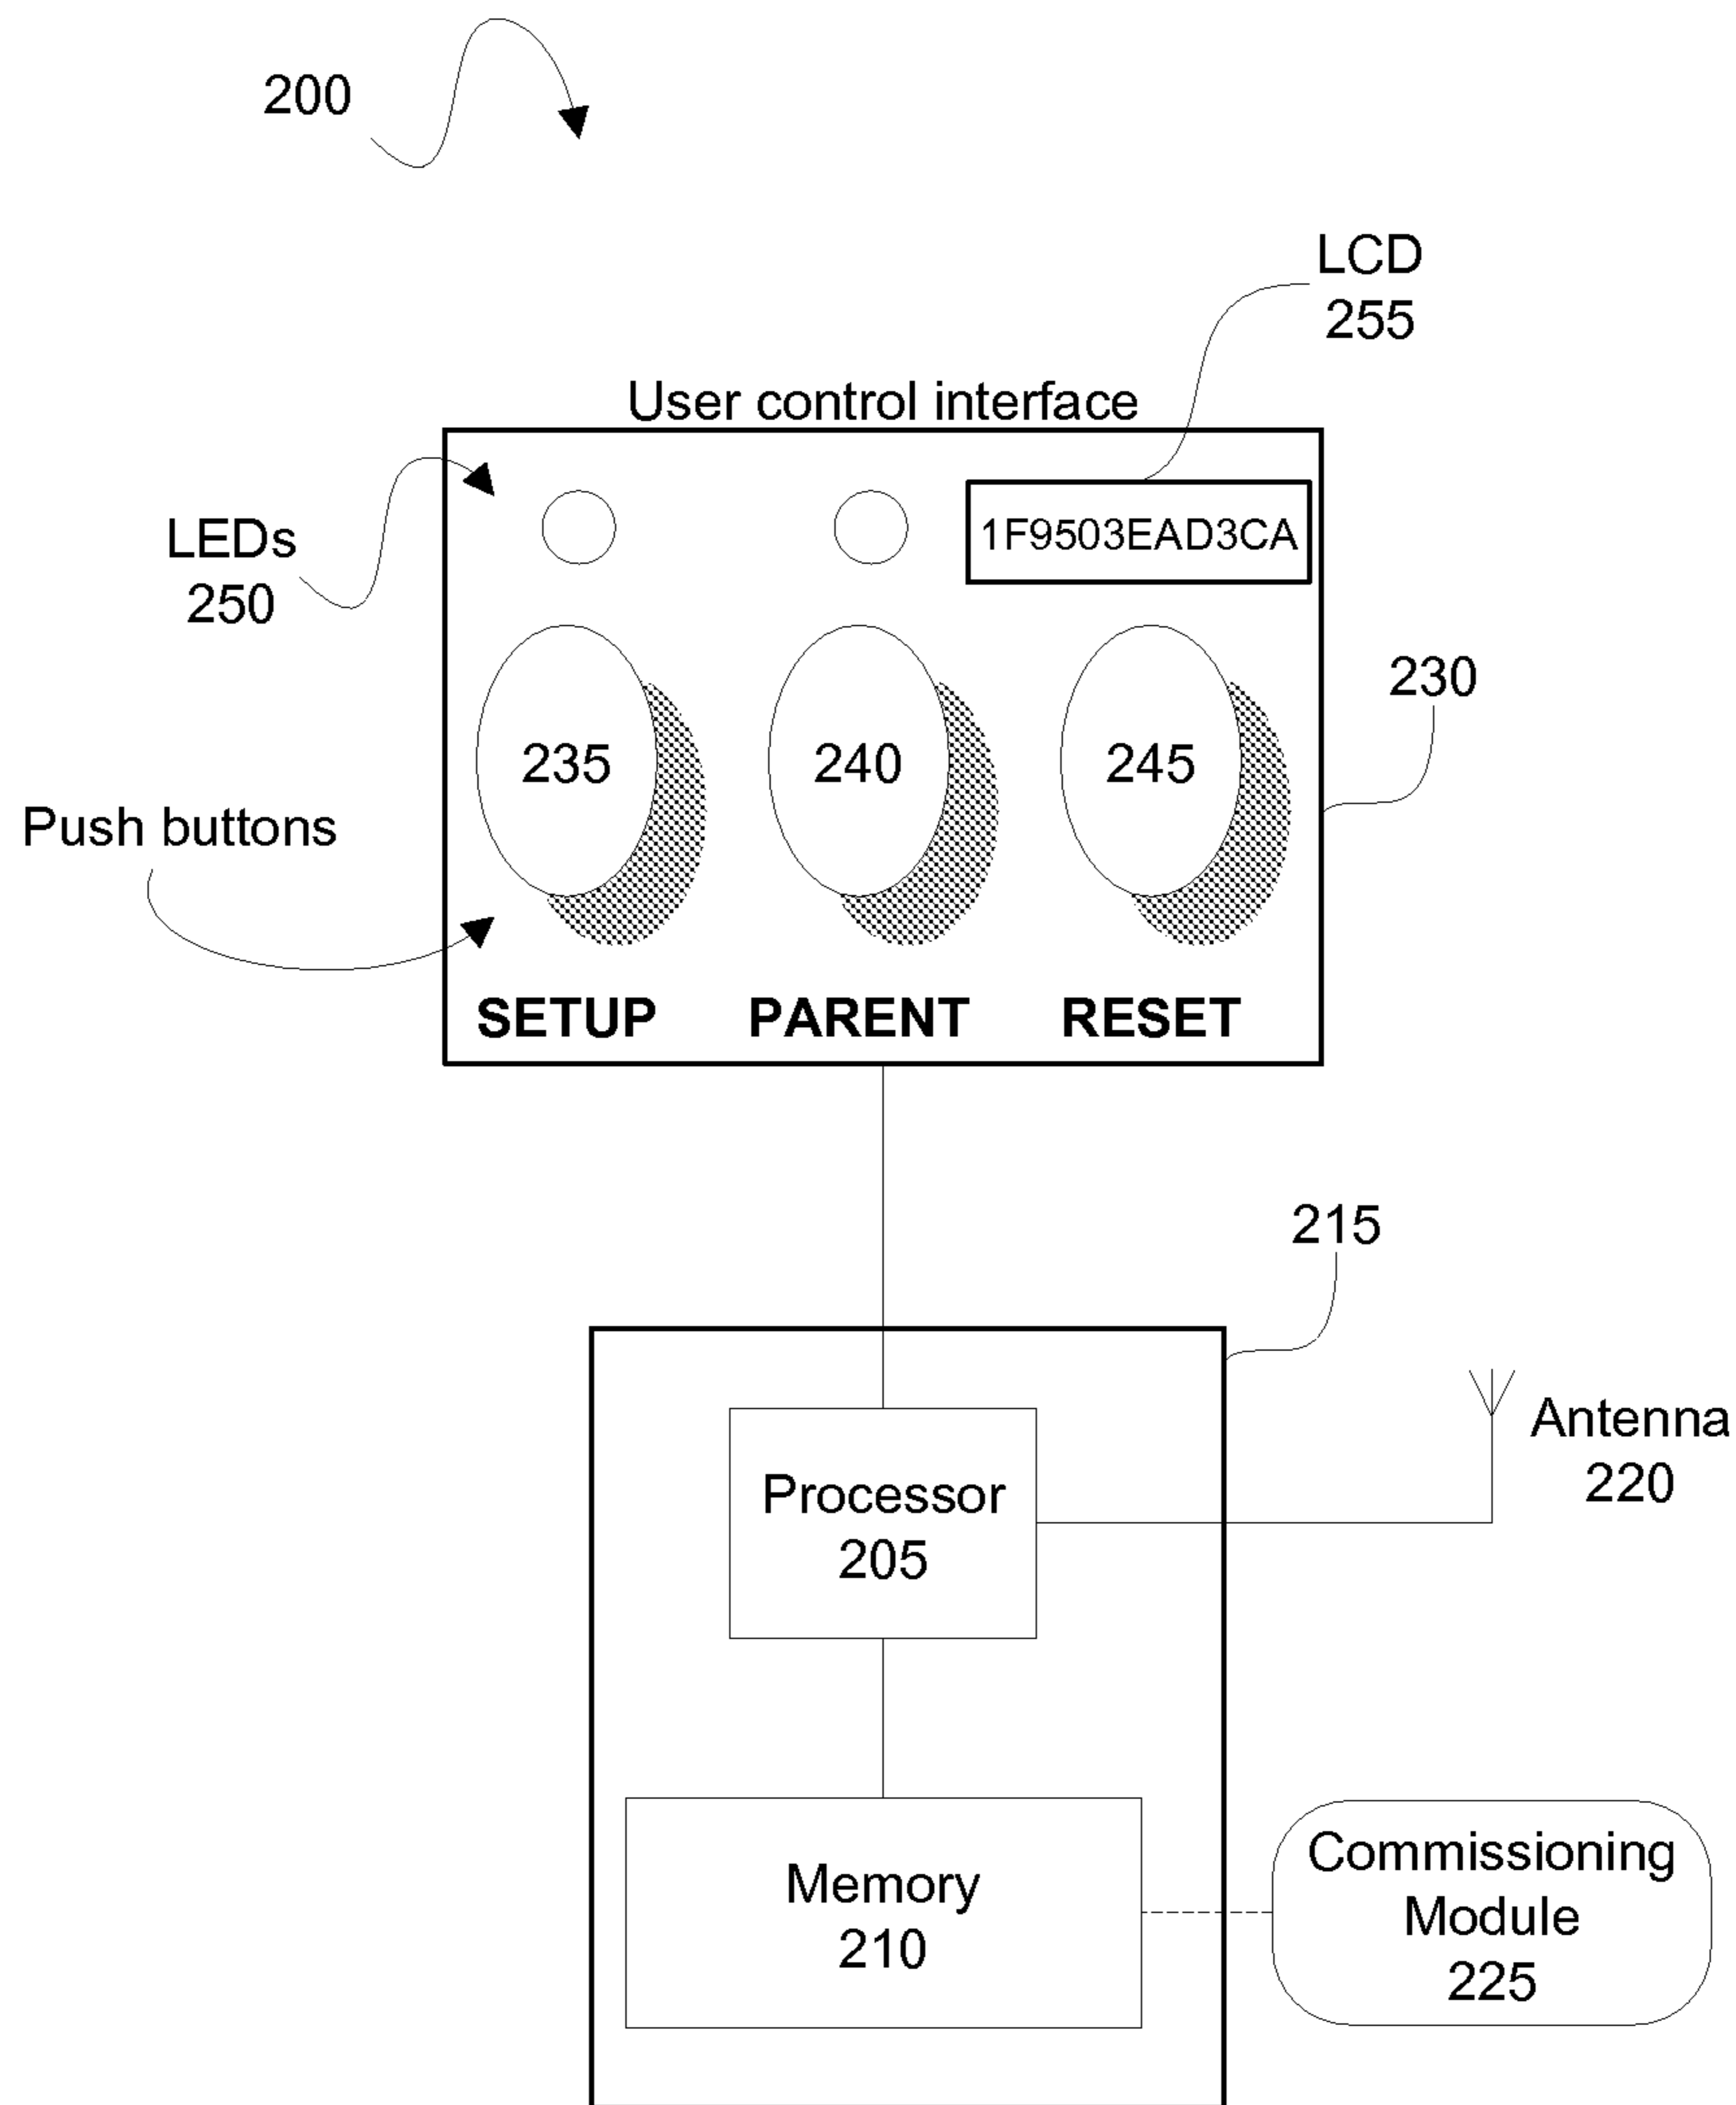 200
LCD
255
User control interface
LEDs
250
1F9503EAD3CA
230
235
240
245
Push buttons
SETUP
PARENT
RESET
215
Antenna
220
Processor
205
Memory
210
Commissioning
Module
225